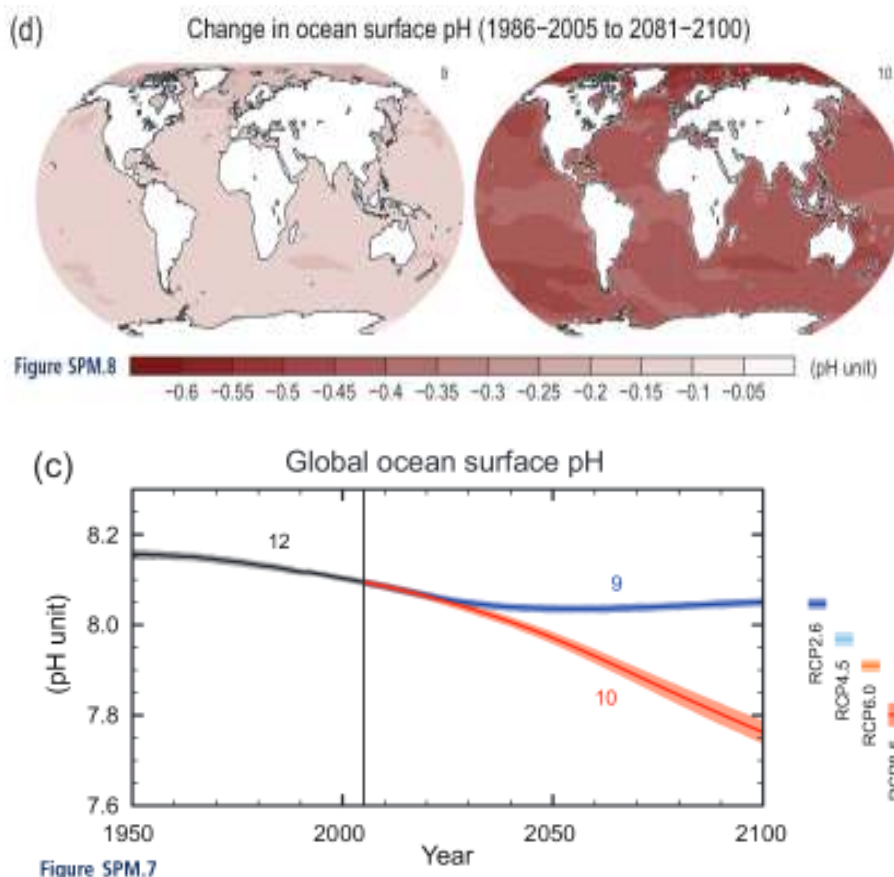 (d) Change in ocean surface pH (1986−2005 to 2081−2100)
10
Figure SPM.8 (pH unit)
−0.6 −0.55 −0.5 −0.45 −0.4 −0.35 −0.3 −0.25 −0.2 −0.15 −0.1 −0.05
(c) Global ocean surface pH
8.2
8.0
7.8
7.6
(pH unit)
12
9
10
RCP2.6
RCP4.5
RCP6.0
1950 2000 2050 2100
Year
Figure SPM.7